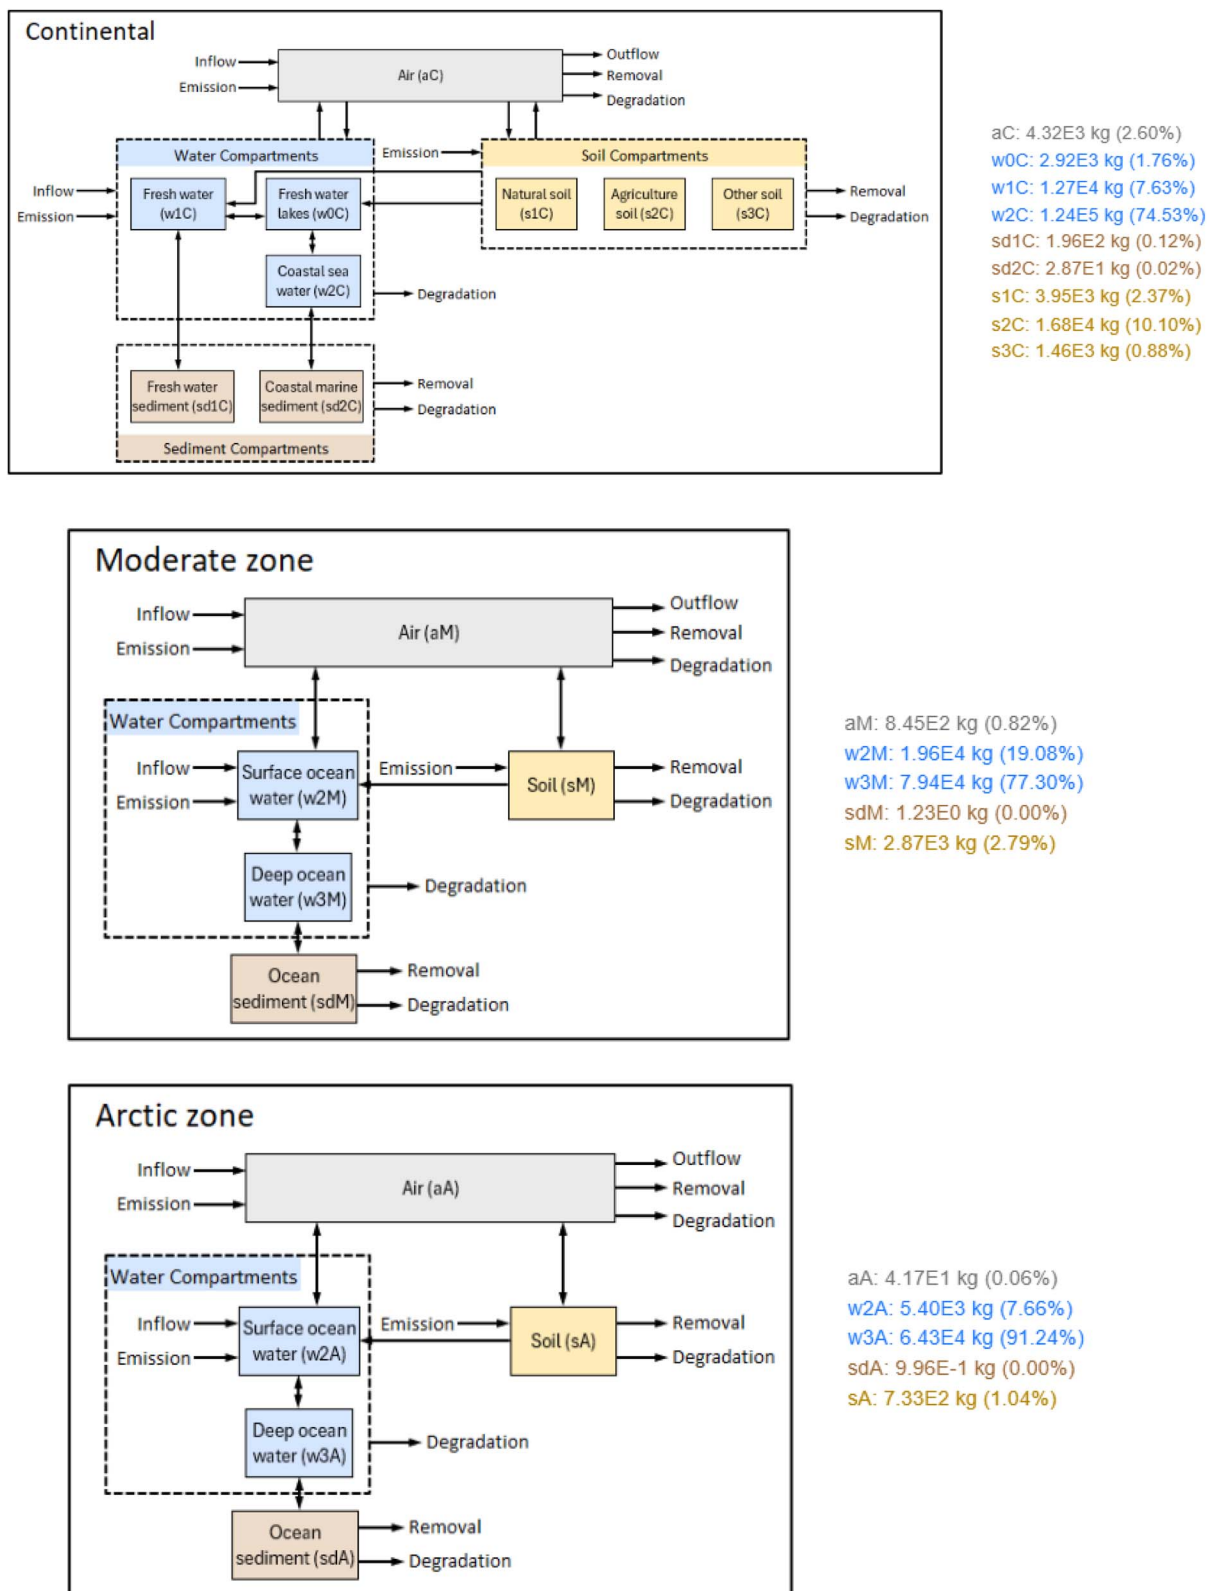 Continental
Inflow
Emission
Air (aC)
Outflow
Removal
Degradation
Water Compartments
Emission
Soil Compartments
Inflow
Emission
Fresh water
(w1C)
Fresh water
lakes (w0C)
Natural soil
(s1C)
Agriculture
soil (s2C)
Other soil
(s3C)
Removal
Degradation
Coastal sea
water (w2C)
Degradation
Fresh water
sediment (sd1C)
Coastal marine
sediment (sd2C)
Removal
Degradation
Sediment Compartments
aC: 4.32E3 kg (2.60%)
w0C: 2.92E3 kg (1.76%)
w1C: 1.27E4 kg (7.63%)
w2C: 1.24E5 kg (74.53%)
sd1C: 1.96E2 kg (0.12%)
sd2C: 2.87E1 kg (0.02%)
s1C: 3.95E3 kg (2.37%)
s2C: 1.68E4 kg (10.10%)
s3C: 1.46E3 kg (0.88%)
Moderate zone
Inflow
Emission
Air (aM)
Outflow
Removal
Degradation
Water Compartments
Inflow
Emission
Surface ocean
water (w2M)
Emission
Soil (sM)
Removal
Degradation
Deep ocean
water (w3M)
Degradation
Ocean
sediment (sdM)
Removal
Degradation
aM: 8.45E2 kg (0.82%)
w2M: 1.96E4 kg (19.08%)
w3M: 7.94E4 kg (77.30%)
sdM: 1.23E0 kg (0.00%)
sM: 2.87E3 kg (2.79%)
Arctic zone
Inflow
Emission
Air (aA)
Outflow
Removal
Degradation
Water Compartments
Inflow
Emission
Surface ocean
water (w2A)
Emission
Soil (sA)
Removal
Degradation
Deep ocean
water (w3A)
Degradation
Ocean
sediment (sdA)
Removal
Degradation
aA: 4.17E1 kg (0.06%)
w2A: 5.40E3 kg (7.66%)
w3A: 6.43E4 kg (91.24%)
sdA: 9.96E-1 kg (0.00%)
sA: 7.33E2 kg (1.04%)